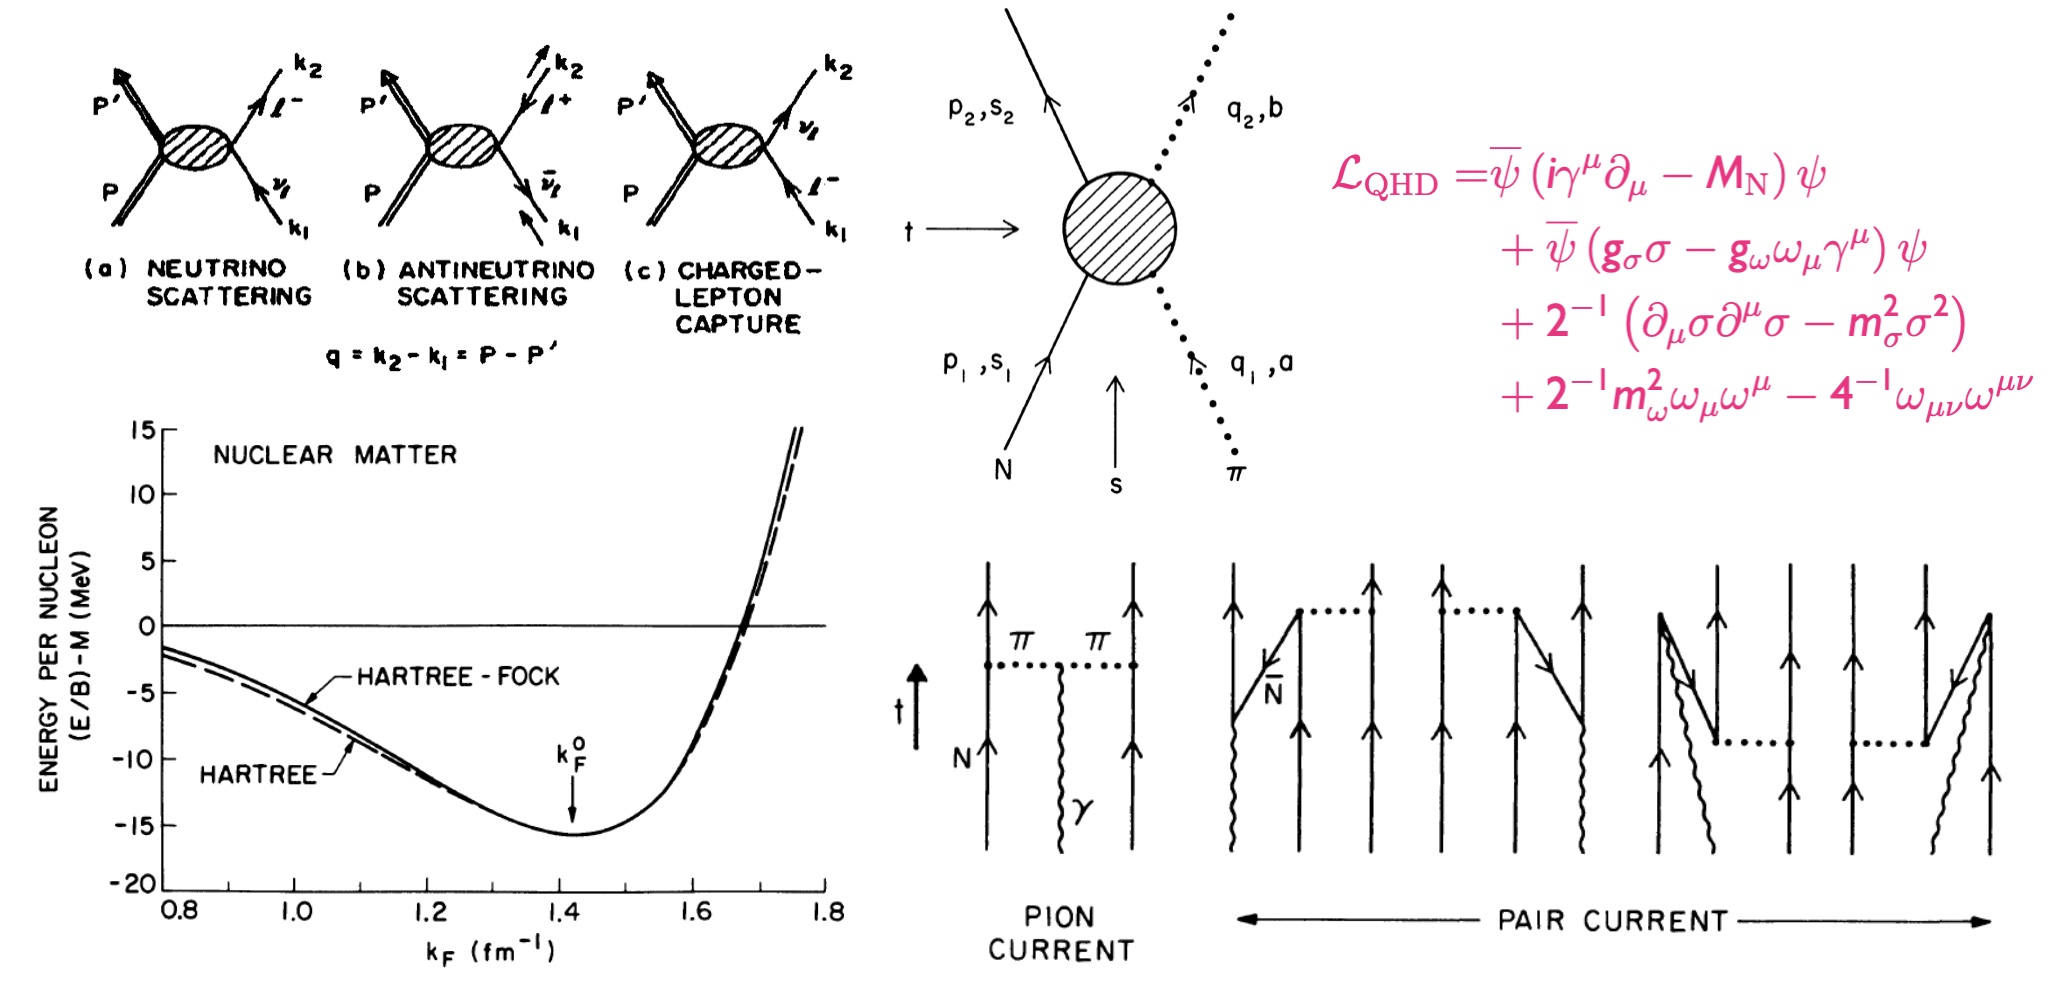 P' k₂ ℓ⁻ P ν_ℓ k₁
P' k₂ ℓ⁺ P ν̄_ℓ k₁
P' k₂ ν_ℓ P ℓ⁻ k₁
(a) NEUTRINO
SCATTERING
(b) ANTINEUTRINO
SCATTERING
(c) CHARGED-
LEPTON
CAPTURE
q = k₂ - k₁ = P - P'
p₂,s₂ q₂,b
t
p₁,s₁ q₁,a
N s π
ℒ_QHD = ψ̄ (iγ^μ ∂_μ − M_N) ψ
+ ψ̄ (g_σ σ − g_ω ω_μ γ^μ) ψ
+ 2⁻¹ (∂_μ σ ∂^μ σ − m_σ² σ²)
+ 2⁻¹ m_ω² ω_μ ω^μ − 4⁻¹ ω_μν ω^μν
NUCLEAR MATTER
ENERGY PER NUCLEON
(E/B) - M (MeV)
15
10
5
0
-5
-10
-15
-20
HARTREE - FOCK
HARTREE
k_F⁰
0.8 1.0 1.2 1.4 1.6 1.8
k_F (fm⁻¹)
π π
t
N
γ
N̄
PION
CURRENT
PAIR CURRENT